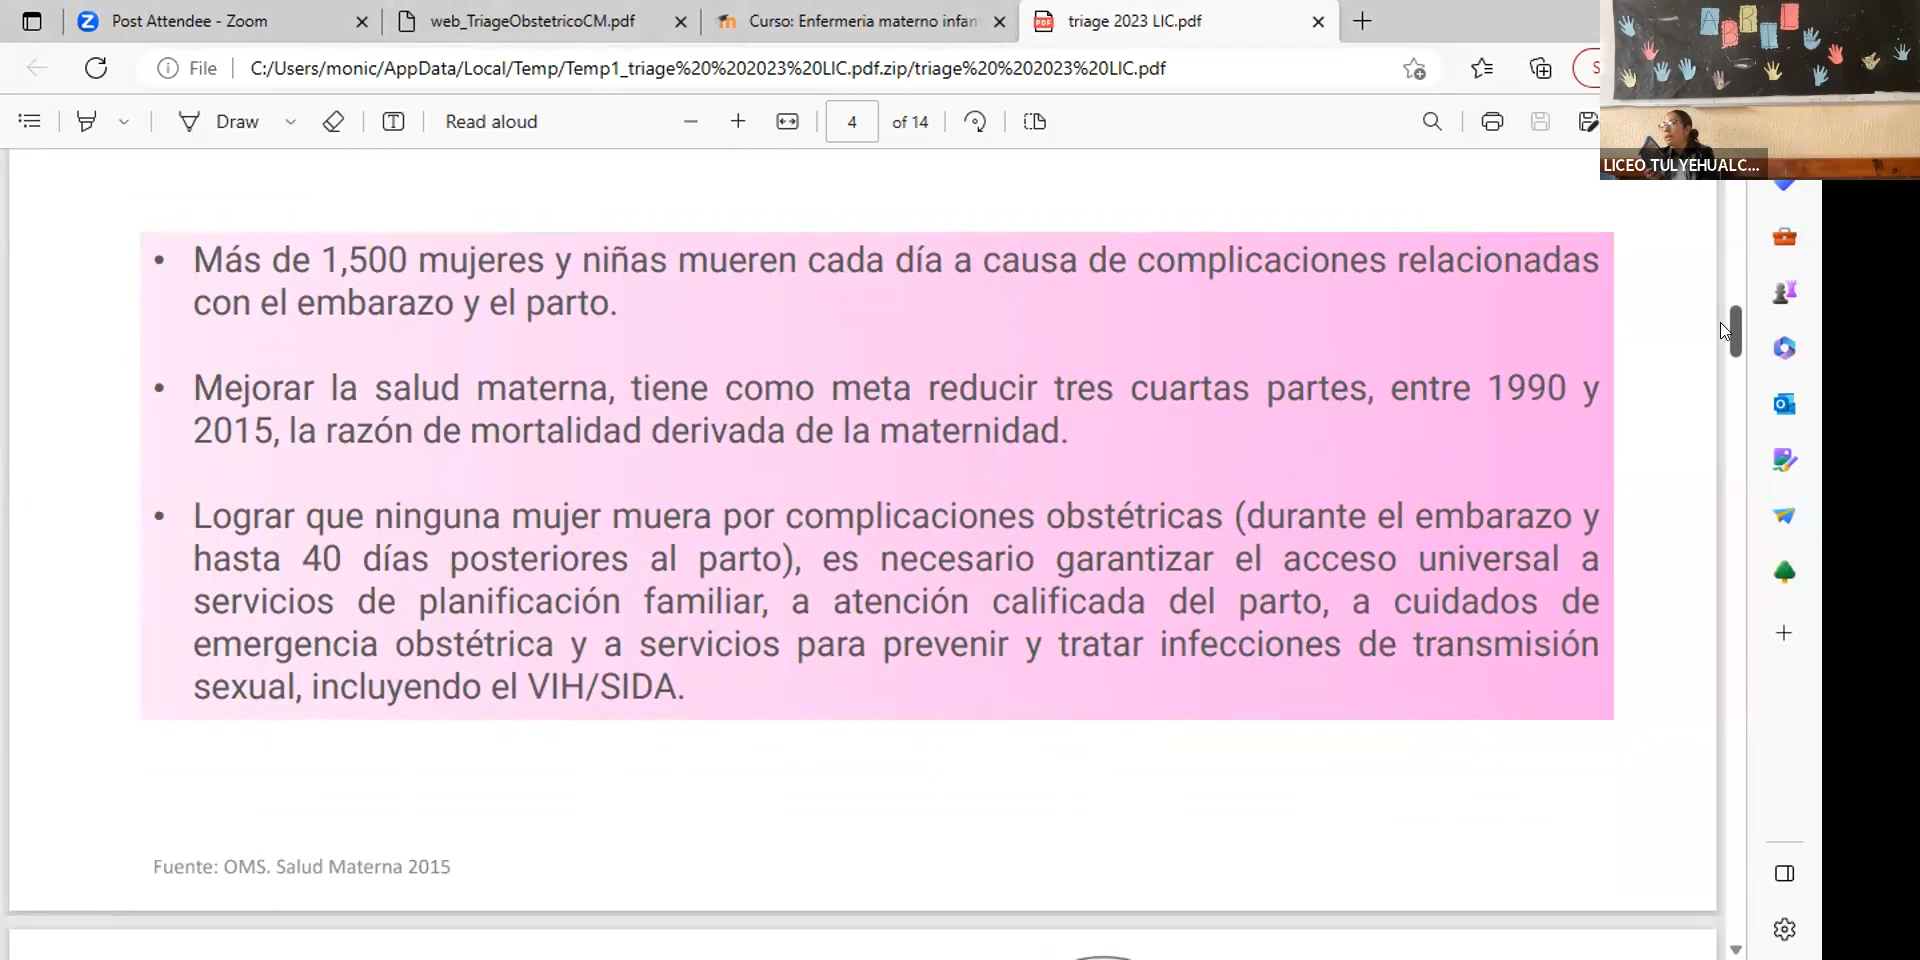 Post Attendee - Zoom
web_TriageObstetricoCM.pdf
Curso: Enfermeria materno infan
triage 2023 LIC.pdf
File
C:/Users/monic/AppData/Local/Temp/Temp1_triage%20%202023%20LIC.pdf.zip/triage%20%202023%20LIC.pdf
S
Draw
Read aloud
4
of 14
ABRIL
LICEO TULYEHUALC...
• Más de 1,500 mujeres y niñas mueren cada día a causa de complicaciones relacionadas
con el embarazo y el parto.
• Mejorar la salud materna, tiene como meta reducir tres cuartas partes, entre 1990 y
2015, la razón de mortalidad derivada de la maternidad.
• Lograr que ninguna mujer muera por complicaciones obstétricas (durante el embarazo y
hasta 40 días posteriores al parto), es necesario garantizar el acceso universal a
servicios de planificación familiar, a atención calificada del parto, a cuidados de
emergencia obstétrica y a servicios para prevenir y tratar infecciones de transmisión
sexual, incluyendo el VIH/SIDA.
Fuente: OMS. Salud Materna 2015